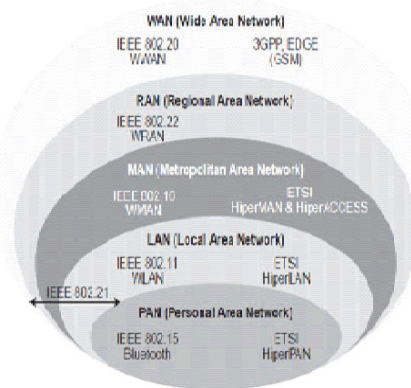 WAN (Wide Area Network)
IEEE 802.20 3GPP, EDGE
WWAN (GSM)
RAN (Regional Area Network)
IEEE 802.22
WRAN
MAN (Metropolitan Area Network)
IEEE 802.16 ETSI
WMAN HiperMAN & HiperACCESS
LAN (Local Area Network)
IEEE 802.11 ETSI
WLAN HiperLAN
IEEE 802.21
PAN (Personal Area Network)
IEEE 802.15 ETSI
Bluetooth HiperPAN